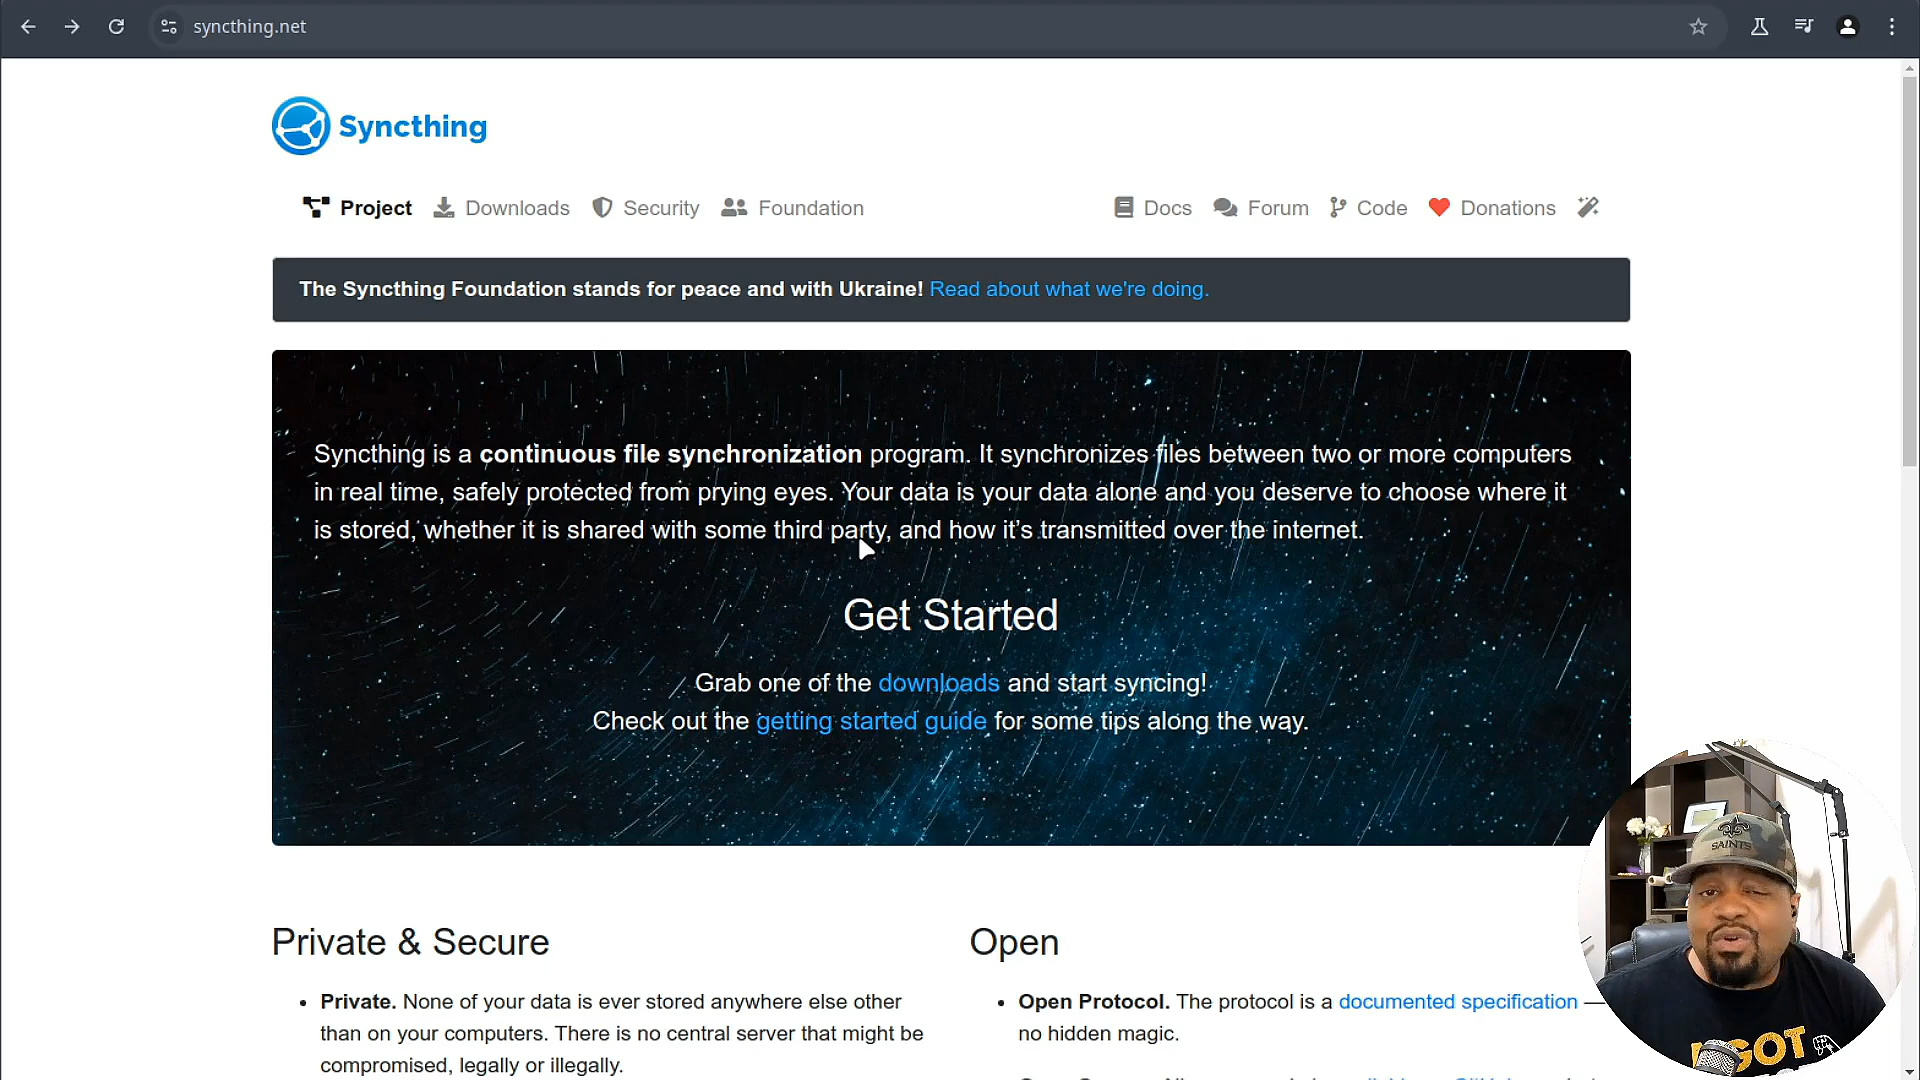 syncthing.net
Syncthing
Project Downloads Security Foundation Docs Forum Code Donations
The Syncthing Foundation stands for peace and with Ukraine! Read about what we're doing.
Syncthing is a continuous file synchronization program. It synchronizes files between two or more computers
in real time, safely protected from prying eyes. Your data is your data alone and you deserve to choose where it
is stored, whether it is shared with some third party, and how it's transmitted over the internet.
Get Started
Grab one of the downloads and start syncing!
Check out the getting started guide for some tips along the way.
Private & Secure
Private. None of your data is ever stored anywhere else other
than on your computers. There is no central server that might be
compromised, legally or illegally.
Open
Open Protocol. The protocol is a documented specification —
no hidden magic.
SAINTS
GOT